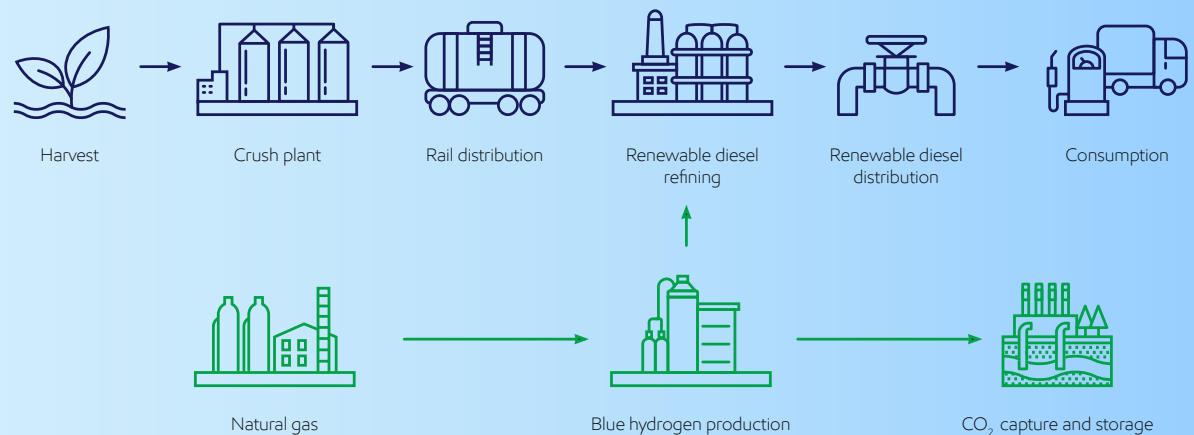 Harvest
Crush plant
Rail distribution
Renewable diesel
refining
Renewable diesel
distribution
Consumption
Natural gas
Blue hydrogen production
CO₂ capture and storage